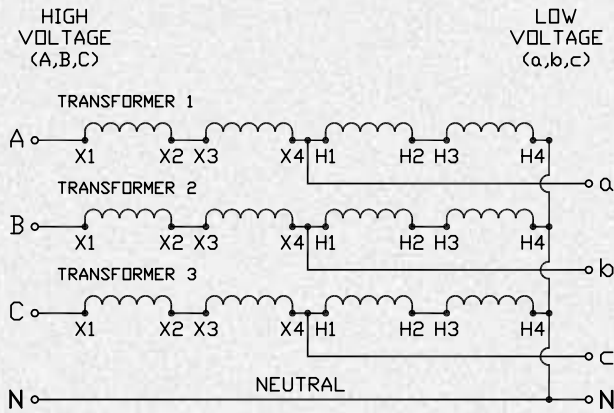 HIGH
VOLTAGE
(A,B,C)
LOW
VOLTAGE
(a,b,c)
TRANSFORMER 1
A
X1 X2 X3 X4 H1 H2 H3 H4
a
TRANSFORMER 2
B
X1 X2 X3 X4 H1 H2 H3 H4
b
TRANSFORMER 3
C
X1 X2 X3 X4 H1 H2 H3 H4
c
N NEUTRAL N